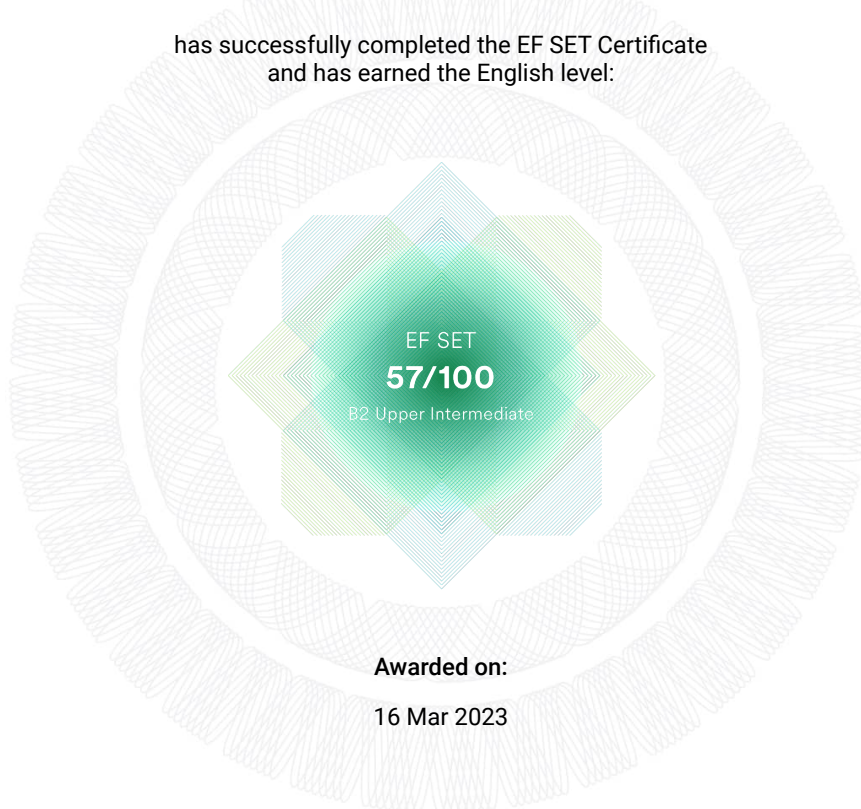 has successfully completed the EF SET Certificate
and has earned the English level:
EF SET
57/100
B2 Upper Intermediate
Awarded on:
16 Mar 2023